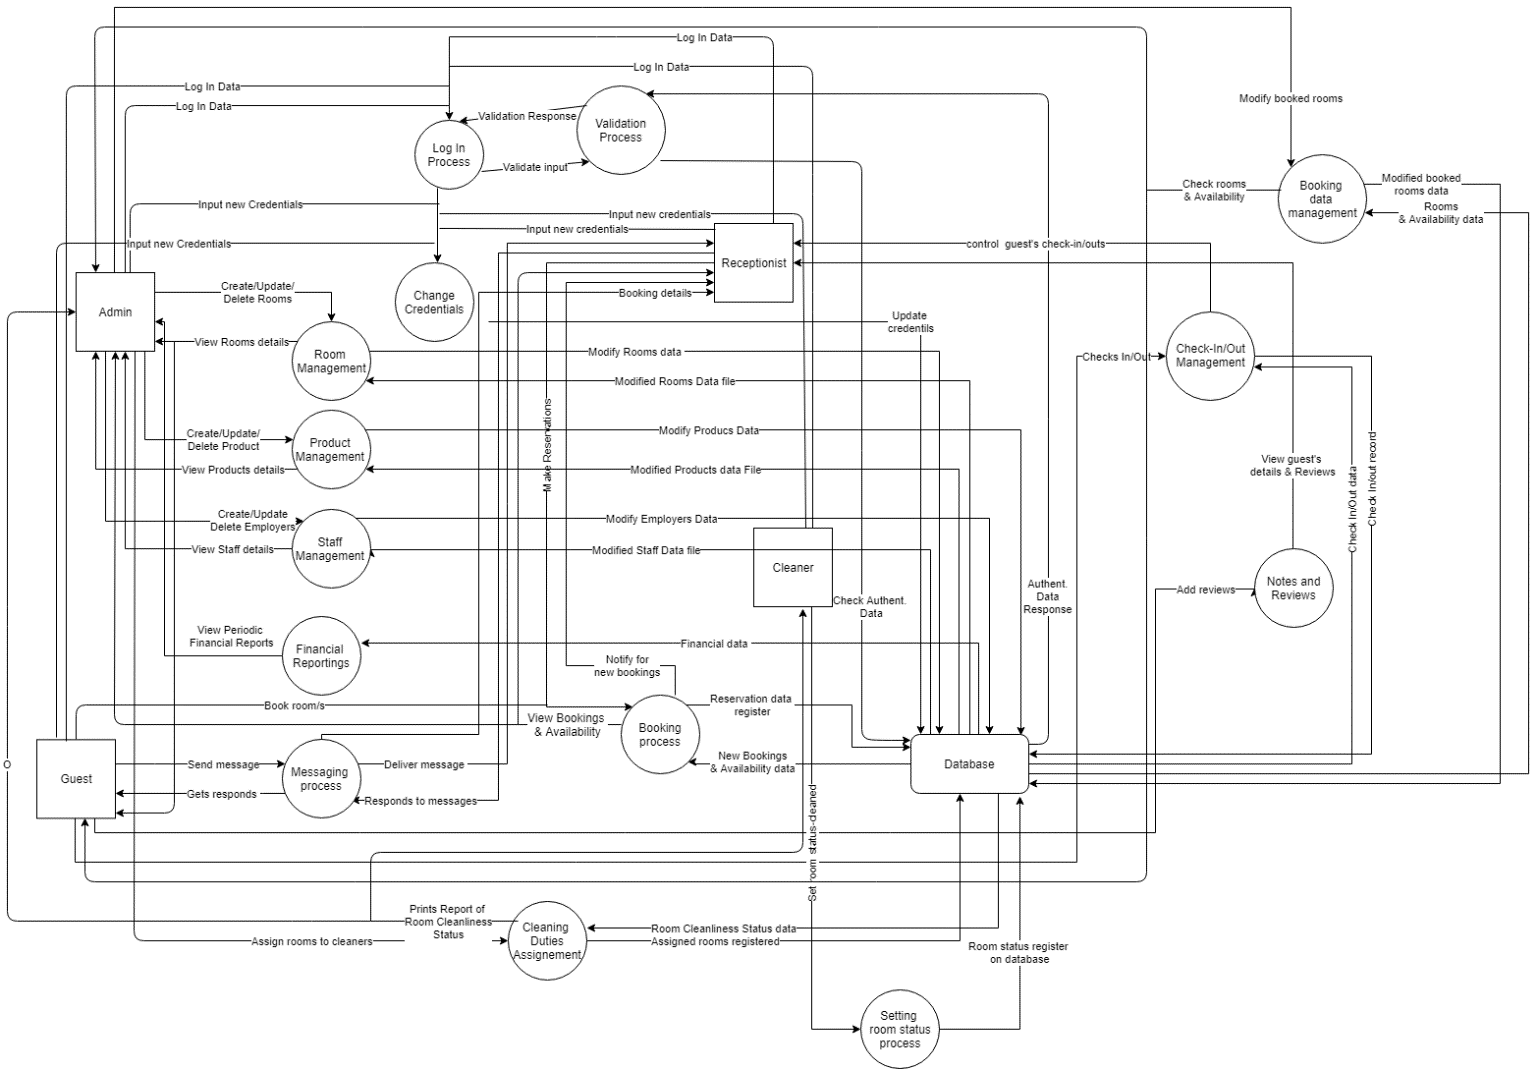 Log In Data
Log In Data
Log In Data
Log In Data
Modify booked rooms
Validation Response
Validation
Process
Log In
Process
Validate input
Check rooms
& Availability
Booking
data
management
Modified booked
rooms data
Rooms
& Availability data
Input new Credentials
Input new credentials
Input new credentials
Input new Credentials
control guest's check-in/outs
Receptionist
Change
Credentials
Admin
Create/Update/
Delete Rooms
Booking details
Update
credentils
View Rooms details
Room
Management
Modify Rooms data
Modified Rooms Data file
Checks In/Out
Check-In/Out
Management
Make Reservations
Create/Update/
Delete Product
Product
Management
Modify Producs Data
View Products details
Modified Products data File
View guest's
details & Reviews
Check In/Out data
Check In/out record
Create/Update
Delete Employers
Staff
Management
Modify Employers Data
View Staff details
Modified Staff Data file
Cleaner
Check Authent.
Data
Authent.
Data
Response
Add reviews
Notes and
Reviews
View Periodic
Financial Reports
Financial
Reportings
Financial data
Notify for
new bookings
Book room/s
View Bookings
& Availability
Booking
process
Reservation data
register
New Bookings
& Availability data
Database
O
Guest
Send message
Gets responds
Messaging
process
Deliver message
Responds to messages
Set room status-cleaned
Prints Report of
Room Cleanliness
Status
Assign rooms to cleaners
Cleaning
Duties
Assignement
Room Cleanliness Status data
Assigned rooms registered
Room status register
on database
Setting
room status
process